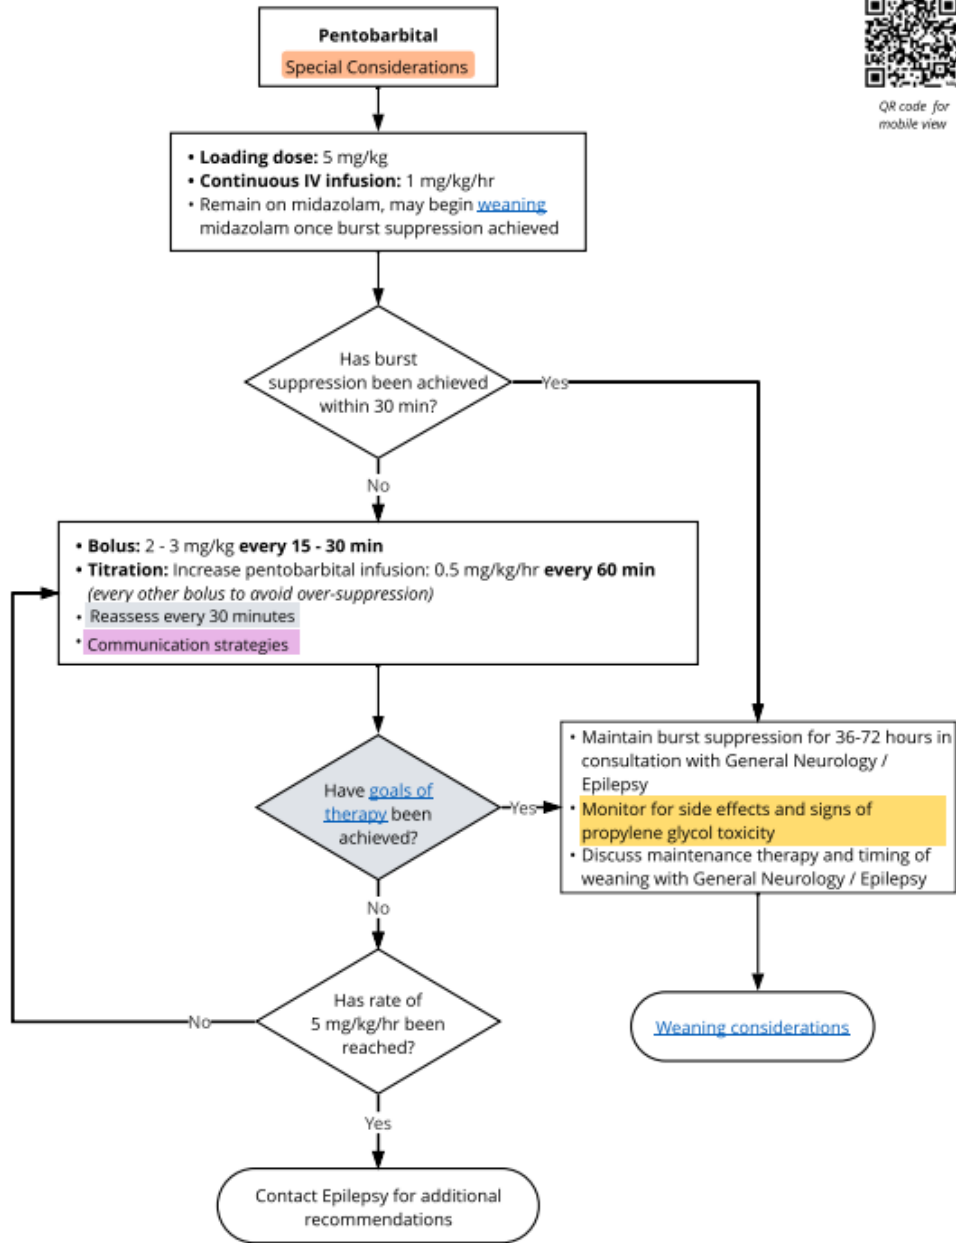 Pentobarbital
Special Considerations
QR code for
mobile view
• Loading dose: 5 mg/kg
• Continuous IV infusion: 1 mg/kg/hr
• Remain on midazolam, may begin weaning
midazolam once burst suppression achieved
Has burst
suppression been achieved
within 30 min?
Yes
No
• Bolus: 2 - 3 mg/kg every 15 - 30 min
• Titration: Increase pentobarbital infusion: 0.5 mg/kg/hr every 60 min
(every other bolus to avoid over-suppression)
• Reassess every 30 minutes
• Communication strategies
Have goals of
therapy been
achieved?
Yes
• Maintain burst suppression for 36-72 hours in
consultation with General Neurology /
Epilepsy
• Monitor for side effects and signs of
propylene glycol toxicity
• Discuss maintenance therapy and timing of
weaning with General Neurology / Epilepsy
No
Has rate of
5 mg/kg/hr been
reached?
No
Weaning considerations
Yes
Contact Epilepsy for additional
recommendations